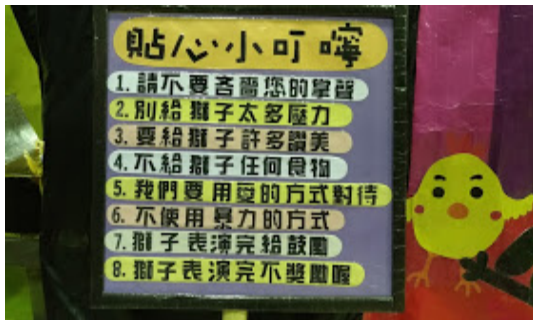 貼心小叮嚀
1. 請不要吝嗇您的掌聲
2. 別給獅子太多壓力
3. 要給獅子許多讚美
4. 不給獅子任何食物
5. 我們要用愛的方式對待
6. 不使用暴力的方式
7. 獅子表演完給鼓勵
8. 獅子表演完不獎勵喔